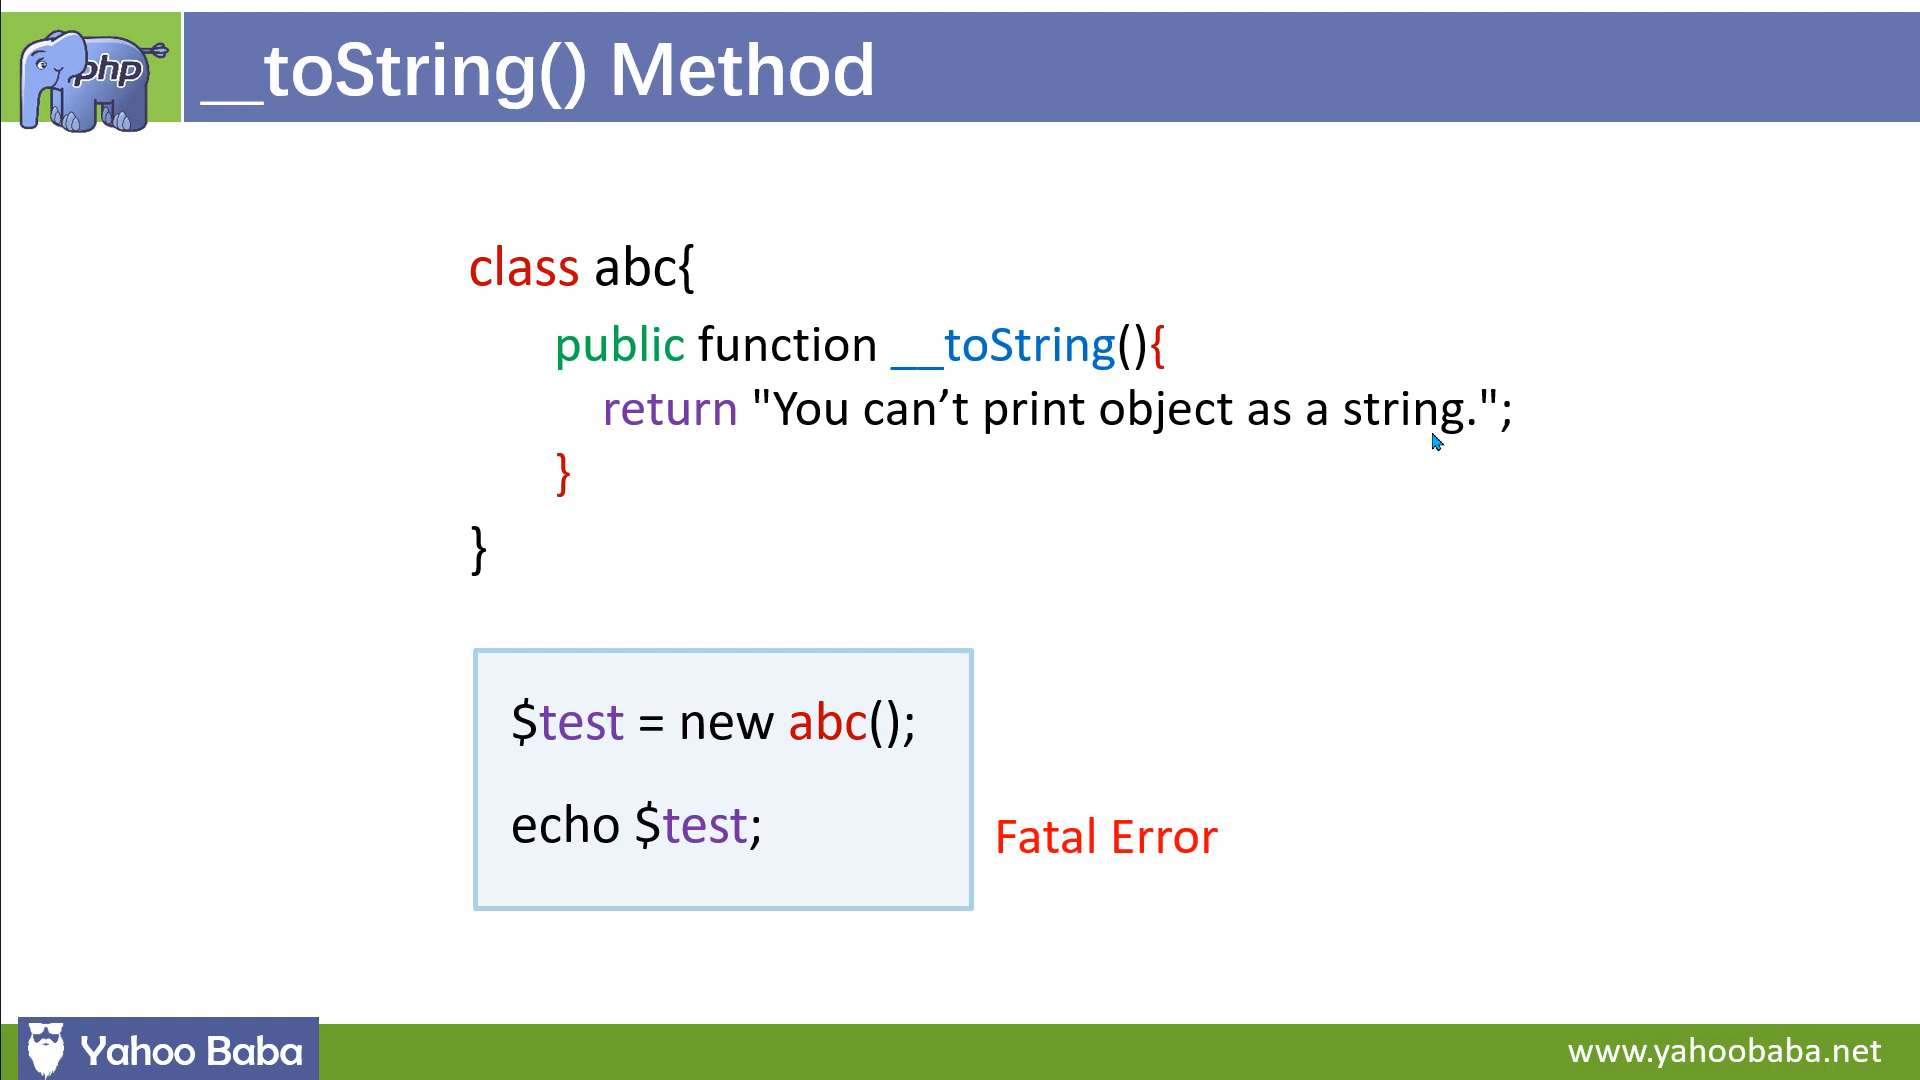 php
__toString() Method
class abc{
public function __toString(){
return "You can’t print object as a string.";
}
}
$test = new abc();
echo $test;
Fatal Error
Yahoo Baba
www.yahoobaba.net